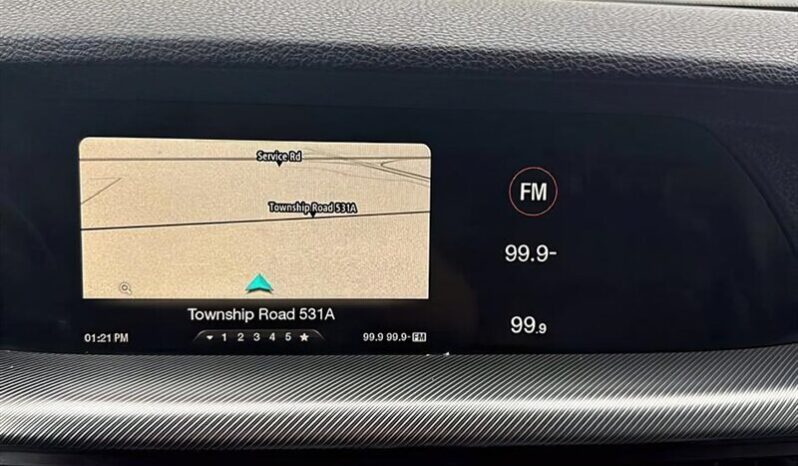 Service Rd
Township Road 531A
Township Road 531A
01:21 PM
1 2 3 4 5
99.9 99.9- FM
FM
99.9-
99.9